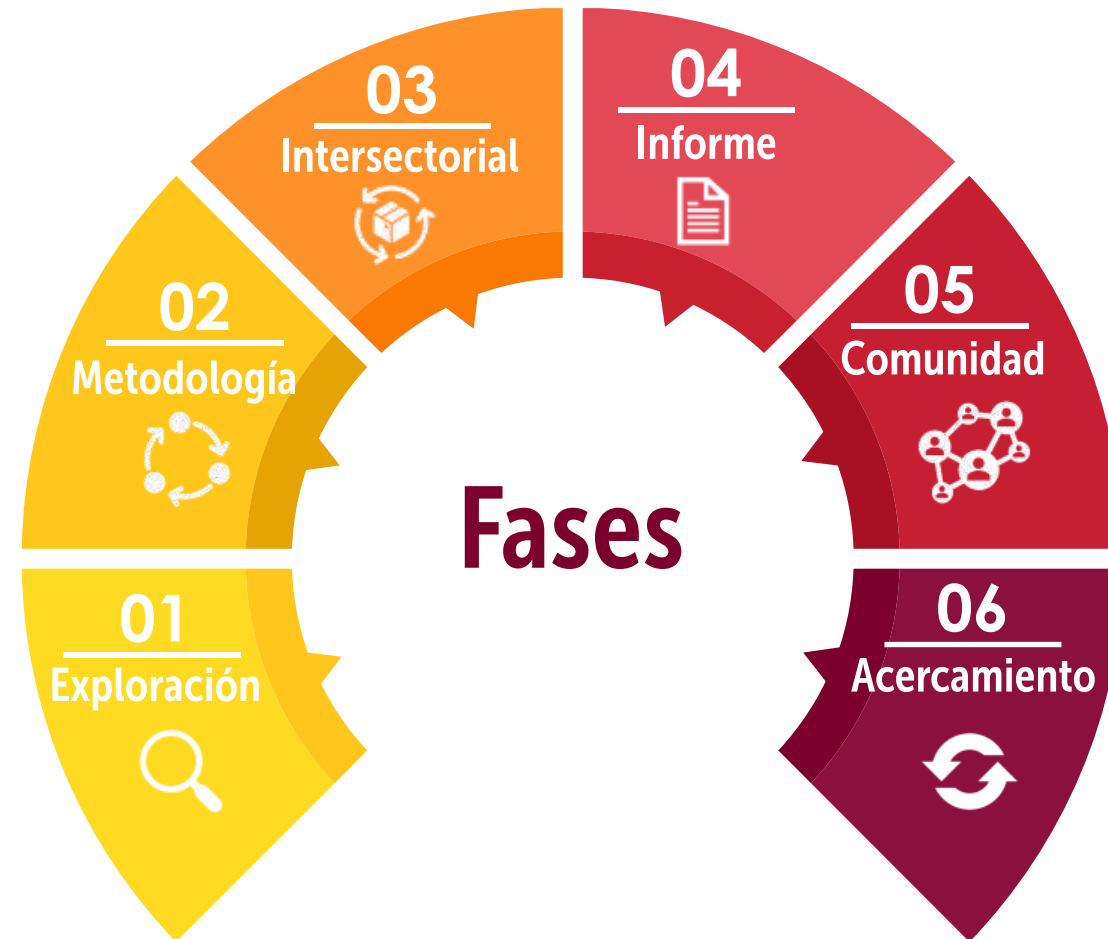 01
Exploración
02
Metodología
03
Intersectorial
04
Informe
05
Comunidad
06
Acercamiento
Fases